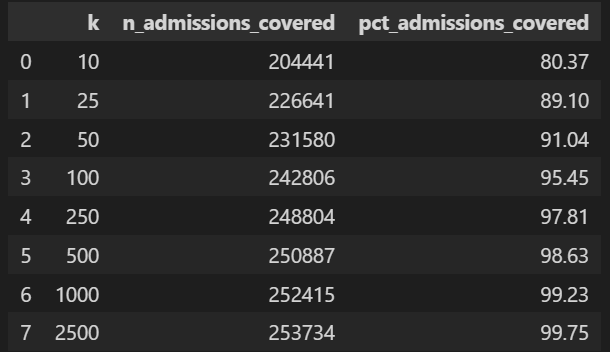 k n_admissions_covered pct_admissions_covered
0 10 204441 80.37
1 25 226641 89.10
2 50 231580 91.04
3 100 242806 95.45
4 250 248804 97.81
5 500 250887 98.63
6 1000 252415 99.23
7 2500 253734 99.75